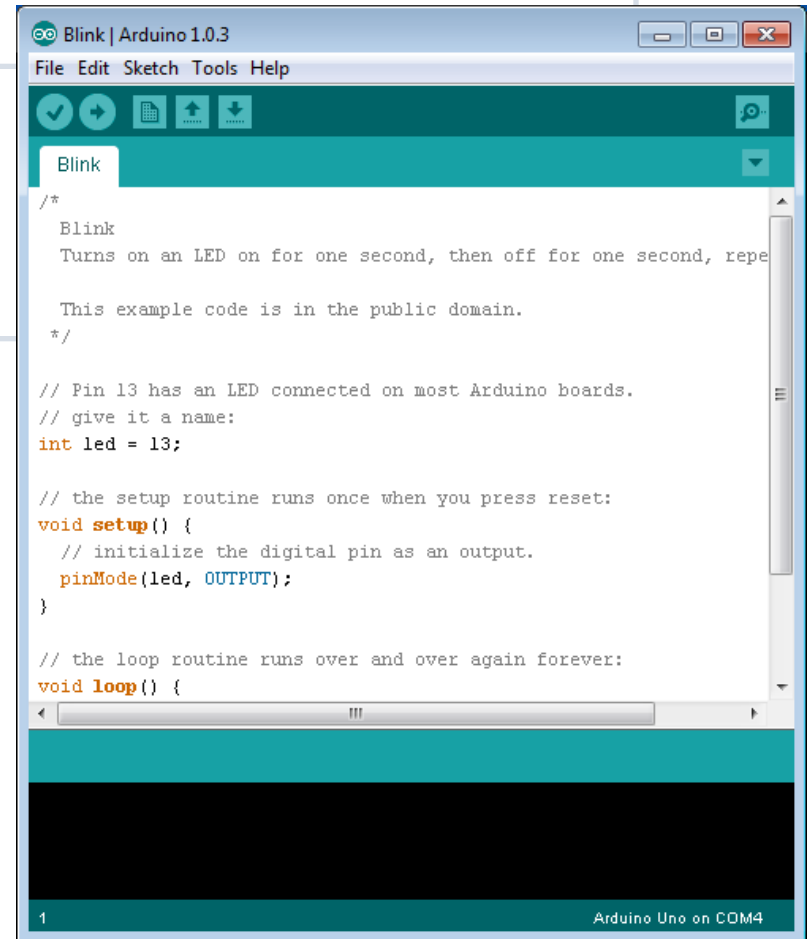 Blink | Arduino 1.0.3
File Edit Sketch Tools Help
Blink
/*
  Blink
  Turns on an LED on for one second, then off for one second, repe

  This example code is in the public domain.
 */

// Pin 13 has an LED connected on most Arduino boards.
// give it a name:
int led = 13;

// the setup routine runs once when you press reset:
void setup() {
  // initialize the digital pin as an output.
  pinMode(led, OUTPUT);
}

// the loop routine runs over and over again forever:
void loop() {
1
Arduino Uno on COM4